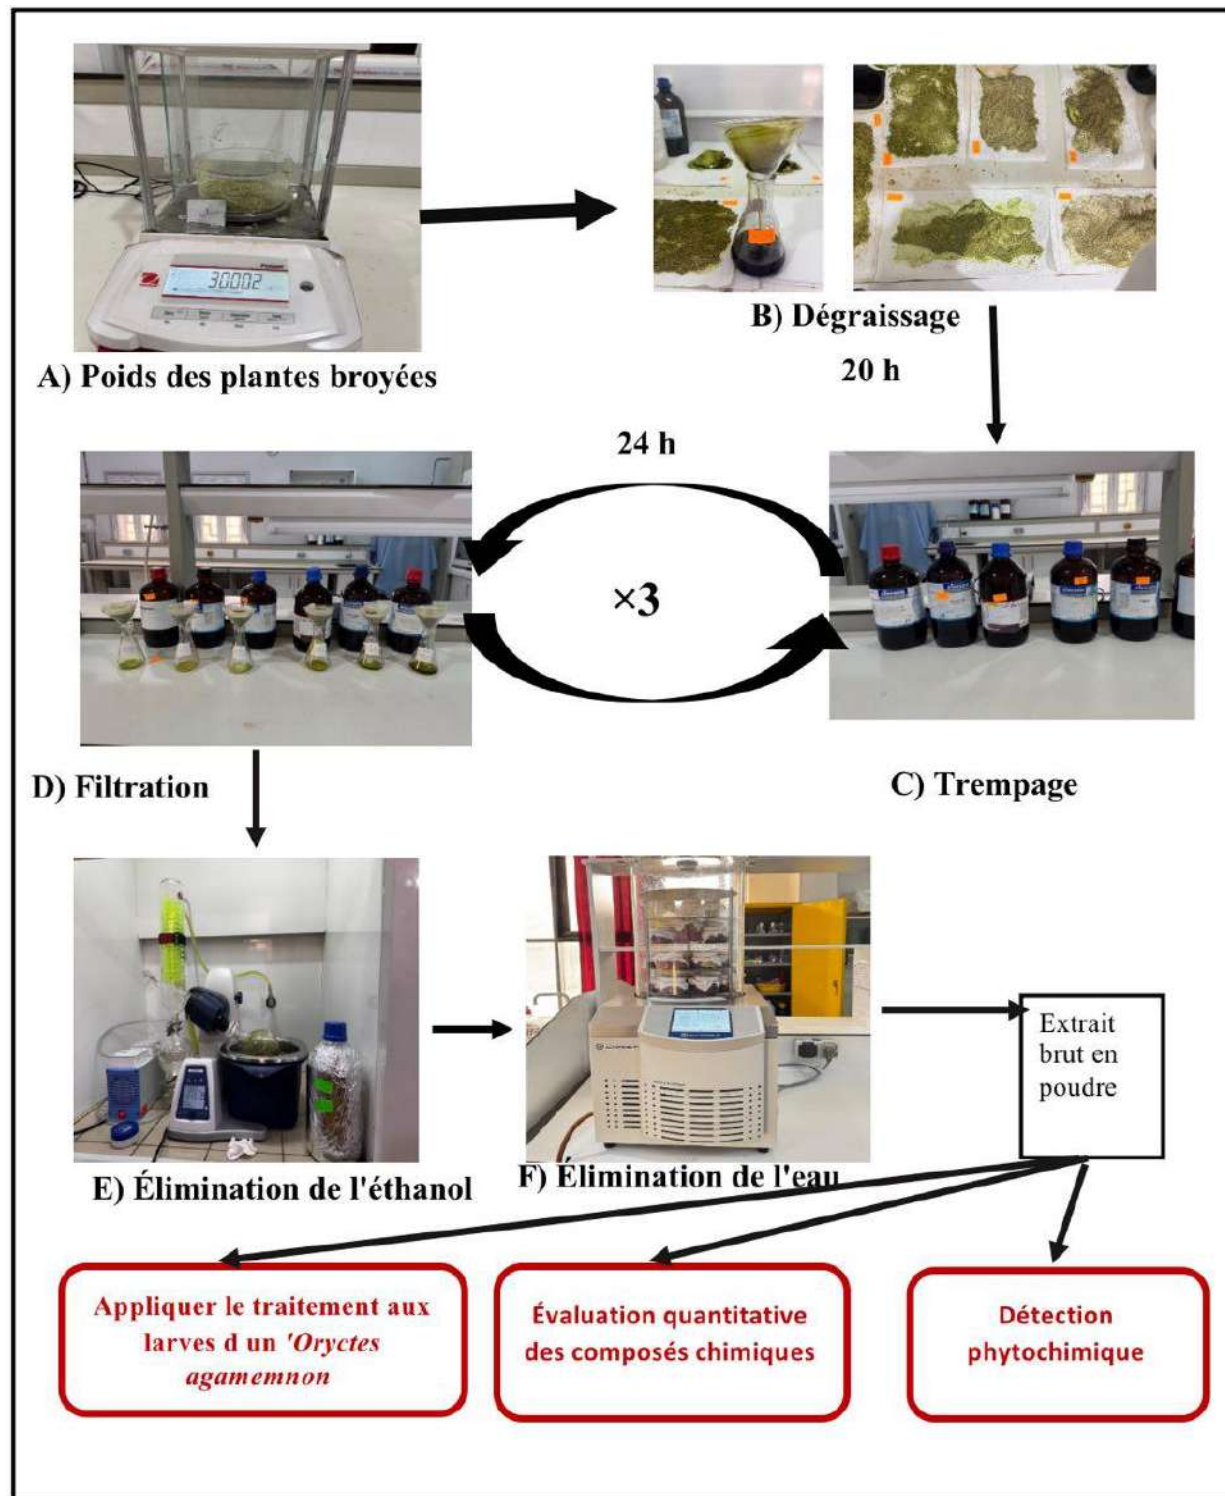 30002
A) Poids des plantes broyées
B) Dégraissage
20 h
24 h
×3
D) Filtration
C) Trempage
E) Élimination de l'éthanol
F) Élimination de l'eau
Extrait
brut en
poudre
Appliquer le traitement aux
larves d un 'Oryctes
agamemnon
Évaluation quantitative
des composés chimiques
Détection
phytochimique